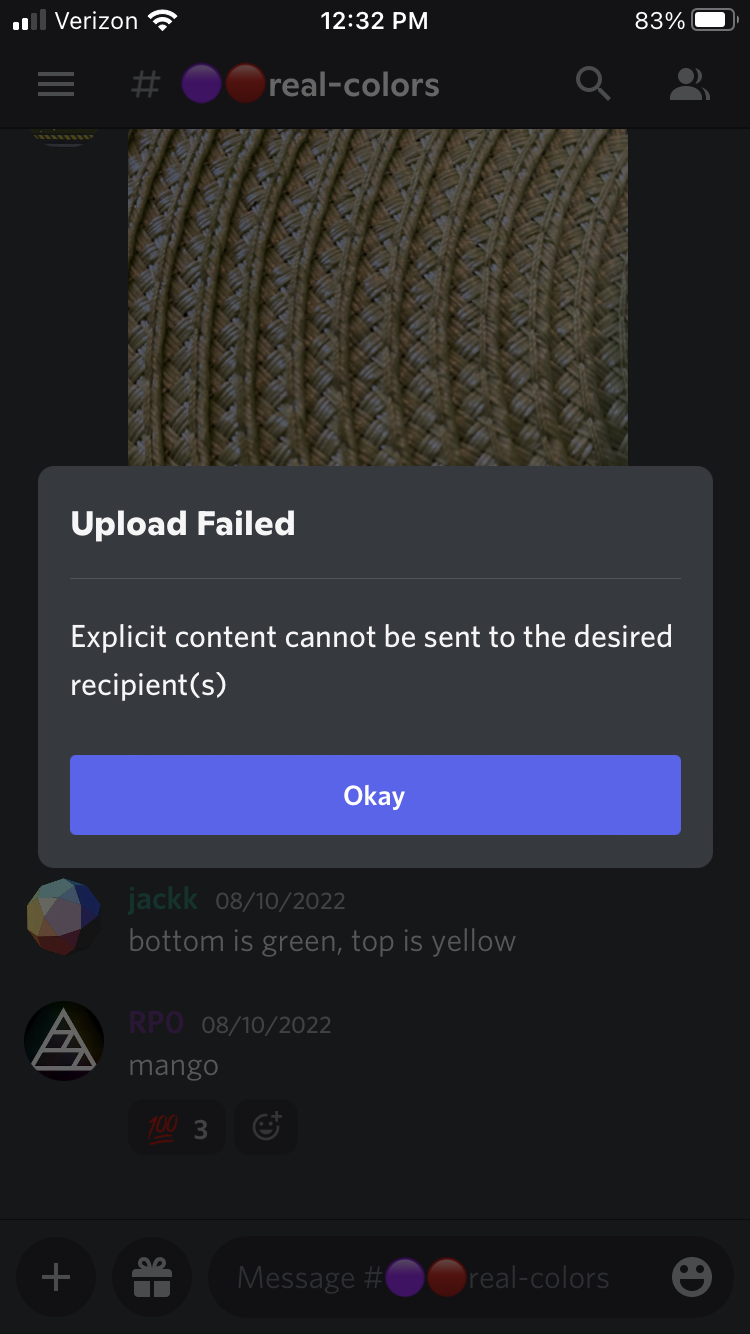 Verizon 12:32 PM 83%
# 🟣🔴real-colors
Upload Failed
Explicit content cannot be sent to the desired
recipient(s)
Okay
jackk 08/10/2022
bottom is green, top is yellow
RP0 08/10/2022
mango
💯 3
Message #🟣🔴real-colors